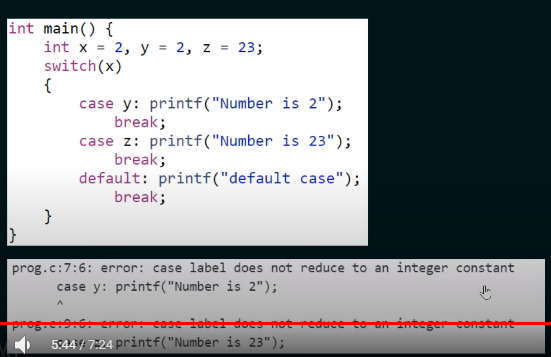 int main() {
    int x = 2, y = 2, z = 23;
    switch(x)
    {
        case y: printf("Number is 2");
            break;
        case z: printf("Number is 23");
            break;
        default: printf("default case");
            break;
    }
}
prog.c:7:6: error: case label does not reduce to an integer constant
      case y: printf("Number is 2");
      ^
prog.c:9:6: error: case label does not reduce to an integer constant
5:44 / 7:24 printf("Number is 23");